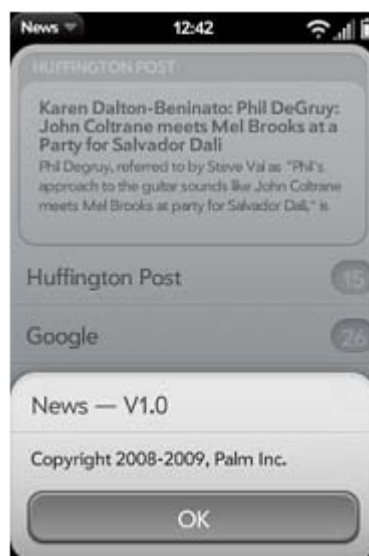 News
12:42
HUFFINGTON POST
Karen Dalton-Beninato: Phil DeGruy:
John Coltrane meets Mel Brooks at a
Party for Salvador Dali
Phil Degruy, referred to by Steve Vai as "Phil's
approach to the guitar sounds like John Coltrane
meets Mel Brooks at party for Salvador Dali," is
Huffington Post
15
Google
26
News — V1.0
Copyright 2008-2009, Palm Inc.
OK